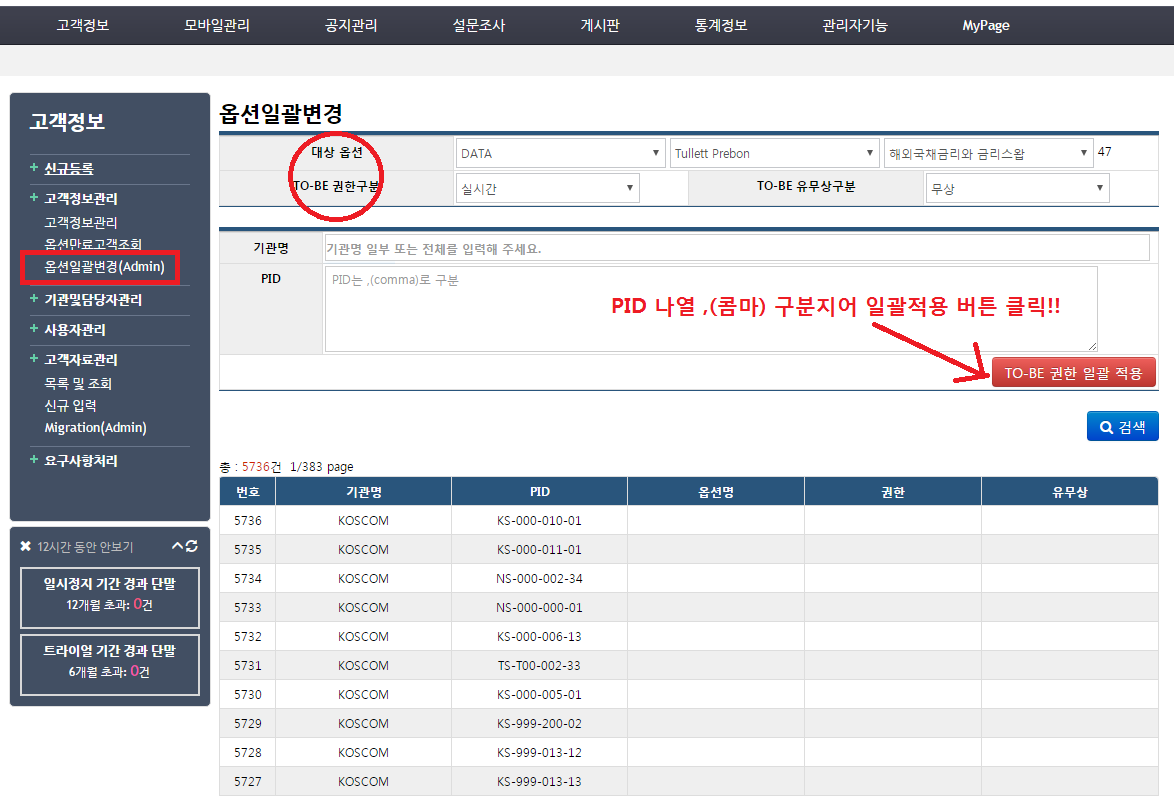 고객정보 모바일관리 공지관리 설문조사 게시판 통계정보 관리자기능 MyPage
고객정보
+ 신규등록
+ 고객정보관리
고객정보관리
옵션만료고객조회
옵션일괄변경(Admin)
+ 기관및담당자관리
+ 사용자관리
+ 고객자료관리
목록 및 조회
신규 입력
Migration(Admin)
+ 요구사항처리
12시간 동안 안보기
일시정지 기간 경과 단말
12개월 초과: 0건
트라이얼 기간 경과 단말
6개월 초과: 0건
옵션일괄변경
대상 옵션 DATA Tullett Prebon 해외국채금리와 금리스왑 47
TO-BE 권한구분 실시간 TO-BE 유무상구분 무상
기관명 기관명 일부 또는 전체를 입력해 주세요.
PID PID는 ,(comma)로 구분
PID 나열 ,(콤마) 구분지어 일괄적용 버튼 클릭!!
TO-BE 권한 일괄 적용
검색
총 : 5736건 1/383 page
번호 기관명 PID 옵션명 권한 유무상
5736 KOSCOM KS-000-010-01
5735 KOSCOM KS-000-011-01
5734 KOSCOM NS-000-002-34
5733 KOSCOM NS-000-000-01
5732 KOSCOM KS-000-006-13
5731 KOSCOM TS-T00-002-33
5730 KOSCOM KS-000-005-01
5729 KOSCOM KS-999-200-02
5728 KOSCOM KS-999-013-12
5727 KOSCOM KS-999-013-13